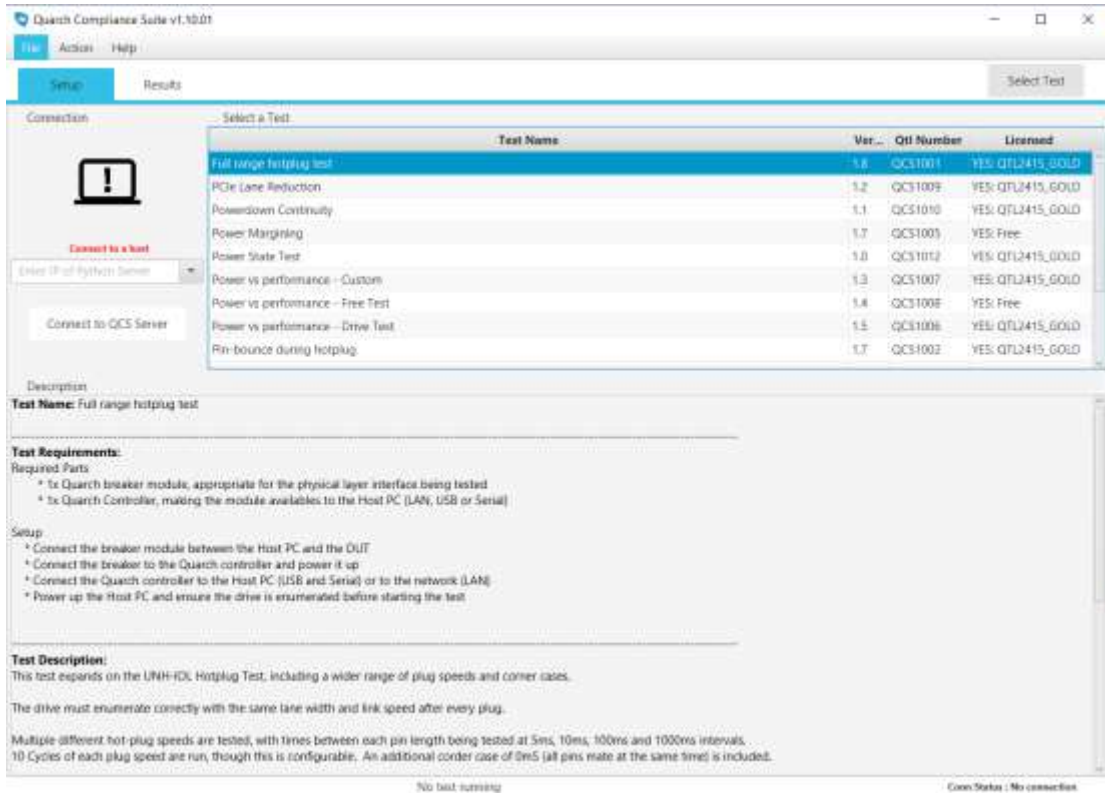 Quarch Compliance Suite v1.10.01
File Action Help
Setup Results Select Test
Connection Select a Test
Test Name Ver... Qtl Number Licensed
Full range hotplug test 1.8 QCS1001 YES: QTL2415_GOLD
PCIe Lane Reduction 1.2 QCS1009 YES: QTL2415_GOLD
Powerdown Continuity 1.1 QCS1010 YES: QTL2415_GOLD
Power Margining 1.7 QCS1005 YES: Free
Power State Test 1.0 QCS1012 YES: QTL2415_GOLD
Power vs performance - Custom 1.3 QCS1007 YES: QTL2415_GOLD
Power vs performance - Free Test 1.4 QCS1008 YES: Free
Power vs performance - Drive Test 1.5 QCS1006 YES: QTL2415_GOLD
Pin-bounce during hotplug 1.7 QCS1002 YES: QTL2415_GOLD
Connect to a host
Enter IP of Python Server
Connect to QCS Server
Description
Test Name: Full range hotplug test
Test Requirements:
Required Parts
* 1x Quarch breaker module, appropriate for the physical layer interface being tested
* 1x Quarch Controller, making the module availables to the Host PC (LAN, USB or Serial)
Setup
* Connect the breaker module between the Host PC and the DUT
* Connect the breaker to the Quarch controller and power it up
* Connect the Quarch controller to the Host PC (USB and Serial) or to the network (LAN)
* Power up the Host PC and ensure the drive is enumerated before starting the test
Test Description:
This test expands on the UNH-IOL Hotplug Test, including a wider range of plug speeds and corner cases.
The drive must enumerate correctly with the same lane width and link speed after every plug.
Multiple different hot-plug speeds are tested, with times between each pin length being tested at 5ms, 10ms, 100ms and 1000ms intervals.
10 Cycles of each plug speed are run, though this is configurable. An additional corder case of 0mS (all pins mate at the same time) is included.
No test running Conn Status : No connection